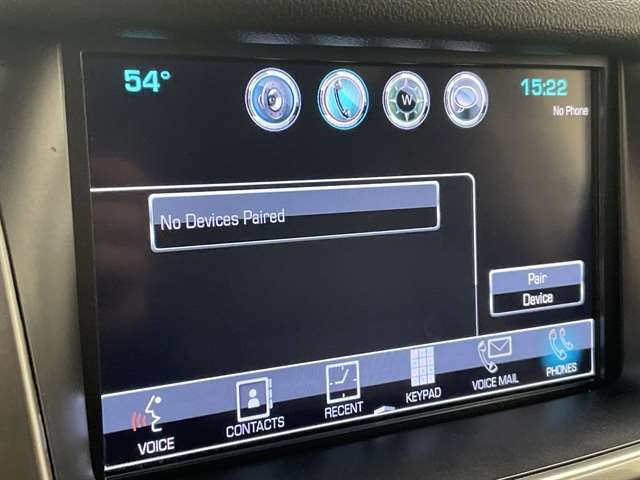 54°
W
15:22
No Phone
No Devices Paired
Pair
Device
VOICE
CONTACTS
RECENT
KEYPAD
VOICE MAIL
PHONES